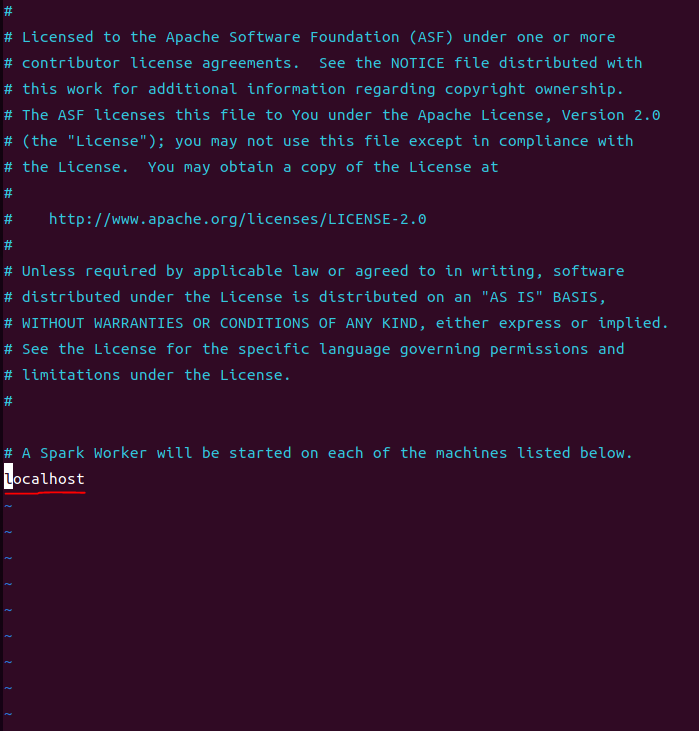 #
# Licensed to the Apache Software Foundation (ASF) under one or more
# contributor license agreements.  See the NOTICE file distributed with
# this work for additional information regarding copyright ownership.
# The ASF licenses this file to You under the Apache License, Version 2.0
# (the "License"); you may not use this file except in compliance with
# the License.  You may obtain a copy of the License at
#
#    http://www.apache.org/licenses/LICENSE-2.0
#
# Unless required by applicable law or agreed to in writing, software
# distributed under the License is distributed on an "AS IS" BASIS,
# WITHOUT WARRANTIES OR CONDITIONS OF ANY KIND, either express or implied.
# See the License for the specific language governing permissions and
# limitations under the License.
#

# A Spark Worker will be started on each of the machines listed below.
localhost
~
~
~
~
~
~
~
~
~